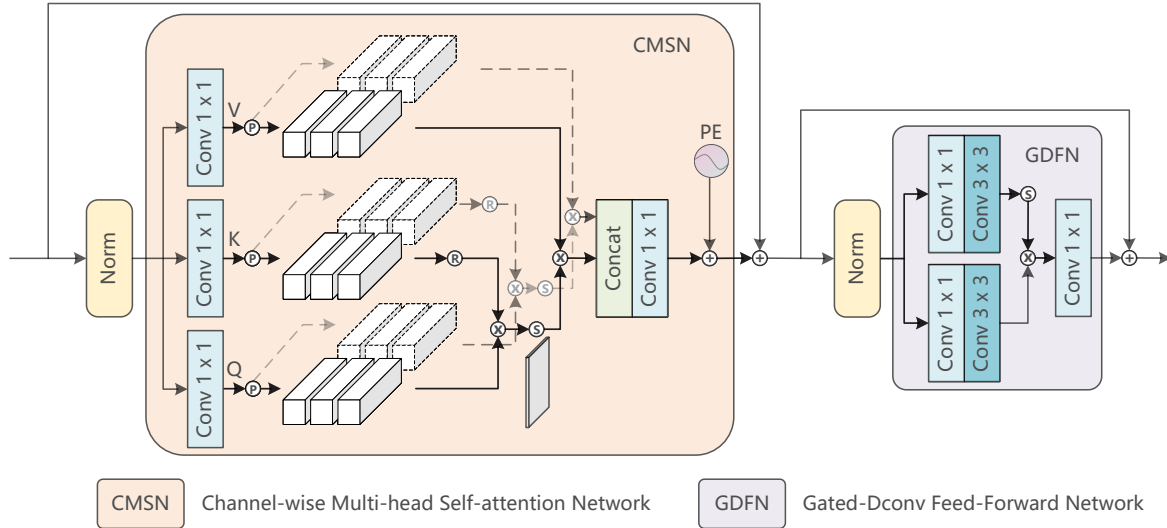 CMSN
Norm
Conv 1 x 1
V
P
Conv 1 x 1
K
P
R
R
Conv 1 x 1
Q
P
X
S
X
S
X
X
Concat
Conv 1 x 1
PE
+
+
Norm
GDFN
Conv 1 x 1
Conv 3 x 3
S
Conv 1 x 1
Conv 3 x 3
X
Conv 1 x 1
+
CMSN Channel-wise Multi-head Self-attention Network
GDFN Gated-Dconv Feed-Forward Network